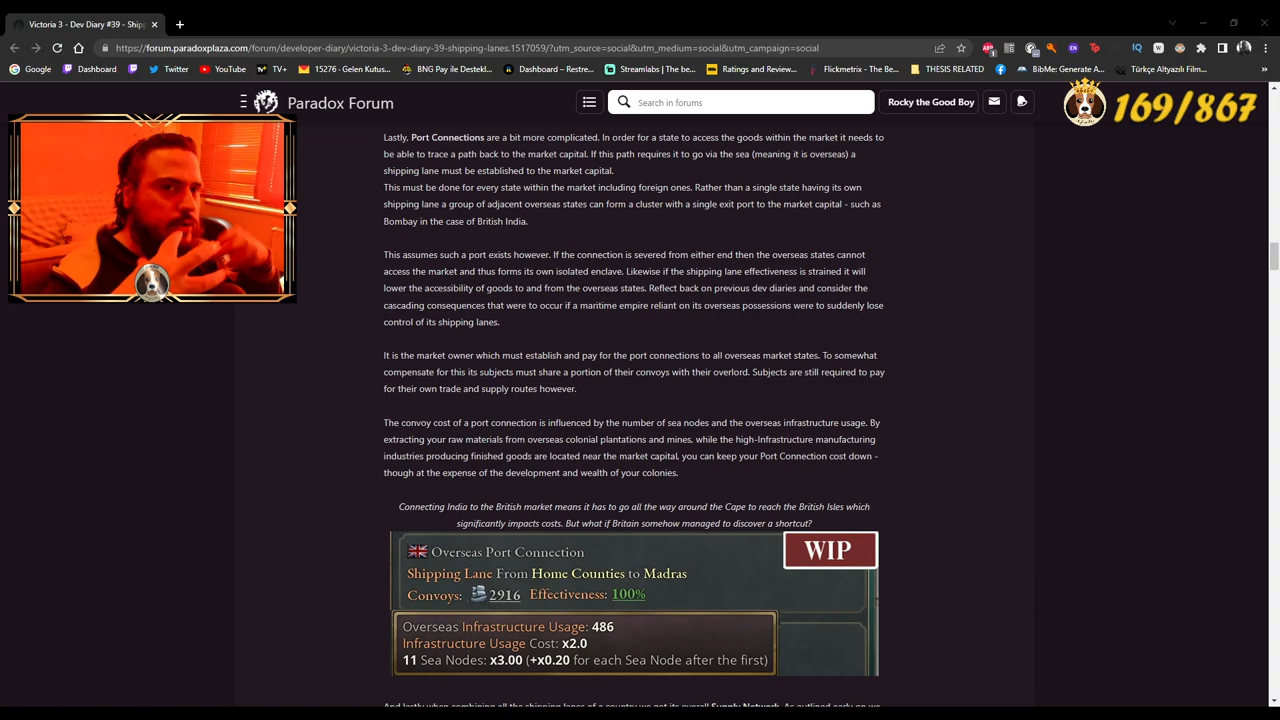 Victoria 3 - Dev Diary #39 - Shipp
https://forum.paradoxplaza.com/forum/developer-diary/victoria-3-dev-diary-39-shipping-lanes.1517059/?utm_source=social&utm_medium=social&utm_campaign=social
Google Dashboard Twitter YouTube TV+ 15276 - Gelen Kutus... BNG Pay ile Destekl... Dashboard – Restre... Streamlabs | The be... Ratings and Review... Flickmetrix - The Be... THESIS RELATED BibMe: Generate A... Türkçe Altyazılı Film...
Paradox Forum
Search in forums
Rocky the Good Boy
169/867
Lastly, Port Connections are a bit more complicated. In order for a state to access the goods within the market it needs to
be able to trace a path back to the market capital. If this path requires it to go via the sea (meaning it is overseas) a
shipping lane must be established to the market capital.
This must be done for every state within the market including foreign ones. Rather than a single state having its own
shipping lane a group of adjacent overseas states can form a cluster with a single exit port to the market capital - such as
Bombay in the case of British India.
This assumes such a port exists however. If the connection is severed from either end then the overseas states cannot
access the market and thus forms its own isolated enclave. Likewise if the shipping lane effectiveness is strained it will
lower the accessibility of goods to and from the overseas states. Reflect back on previous dev diaries and consider the
cascading consequences that were to occur if a maritime empire reliant on its overseas possessions were to suddenly lose
control of its shipping lanes.
It is the market owner which must establish and pay for the port connections to all overseas market states. To somewhat
compensate for this its subjects must share a portion of their convoys with their overlord. Subjects are still required to pay
for their own trade and supply routes however.
The convoy cost of a port connection is influenced by the number of sea nodes and the overseas infrastructure usage. By
extracting your raw materials from overseas colonial plantations and mines, while the high-Infrastructure manufacturing
industries producing finished goods are located near the market capital, you can keep your Port Connection cost down -
though at the expense of the development and wealth of your colonies.
Connecting India to the British market means it has to go all the way around the Cape to reach the British Isles which
significantly impacts costs. But what if Britain somehow managed to discover a shortcut?
Overseas Port Connection
WIP
Shipping Lane From Home Counties to Madras
Convoys: 2916 Effectiveness: 100%
Overseas Infrastructure Usage: 486
Infrastructure Usage Cost: x2.0
11 Sea Nodes: x3.00 (+x0.20 for each Sea Node after the first)
And lastly when combining all the shipping lanes of a country we get its overall Supply Network. As outlined early on we